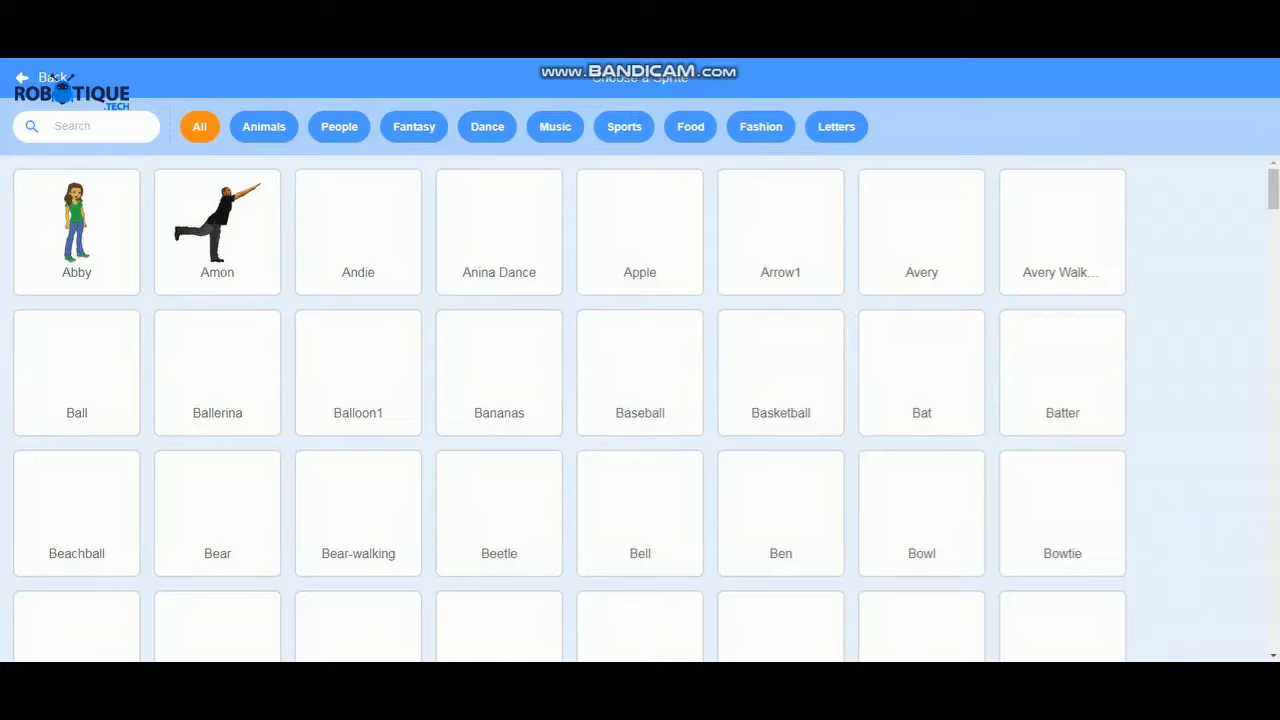 www.BANDICAM.com
Back
Choose a Sprite
ROBOTIQUE
.TECH
Search
All
Animals
People
Fantasy
Dance
Music
Sports
Food
Fashion
Letters
Abby
Amon
Andie
Anina Dance
Apple
Arrow1
Avery
Avery Walk...
Ball
Ballerina
Balloon1
Bananas
Baseball
Basketball
Bat
Batter
Beachball
Bear
Bear-walking
Beetle
Bell
Ben
Bowl
Bowtie